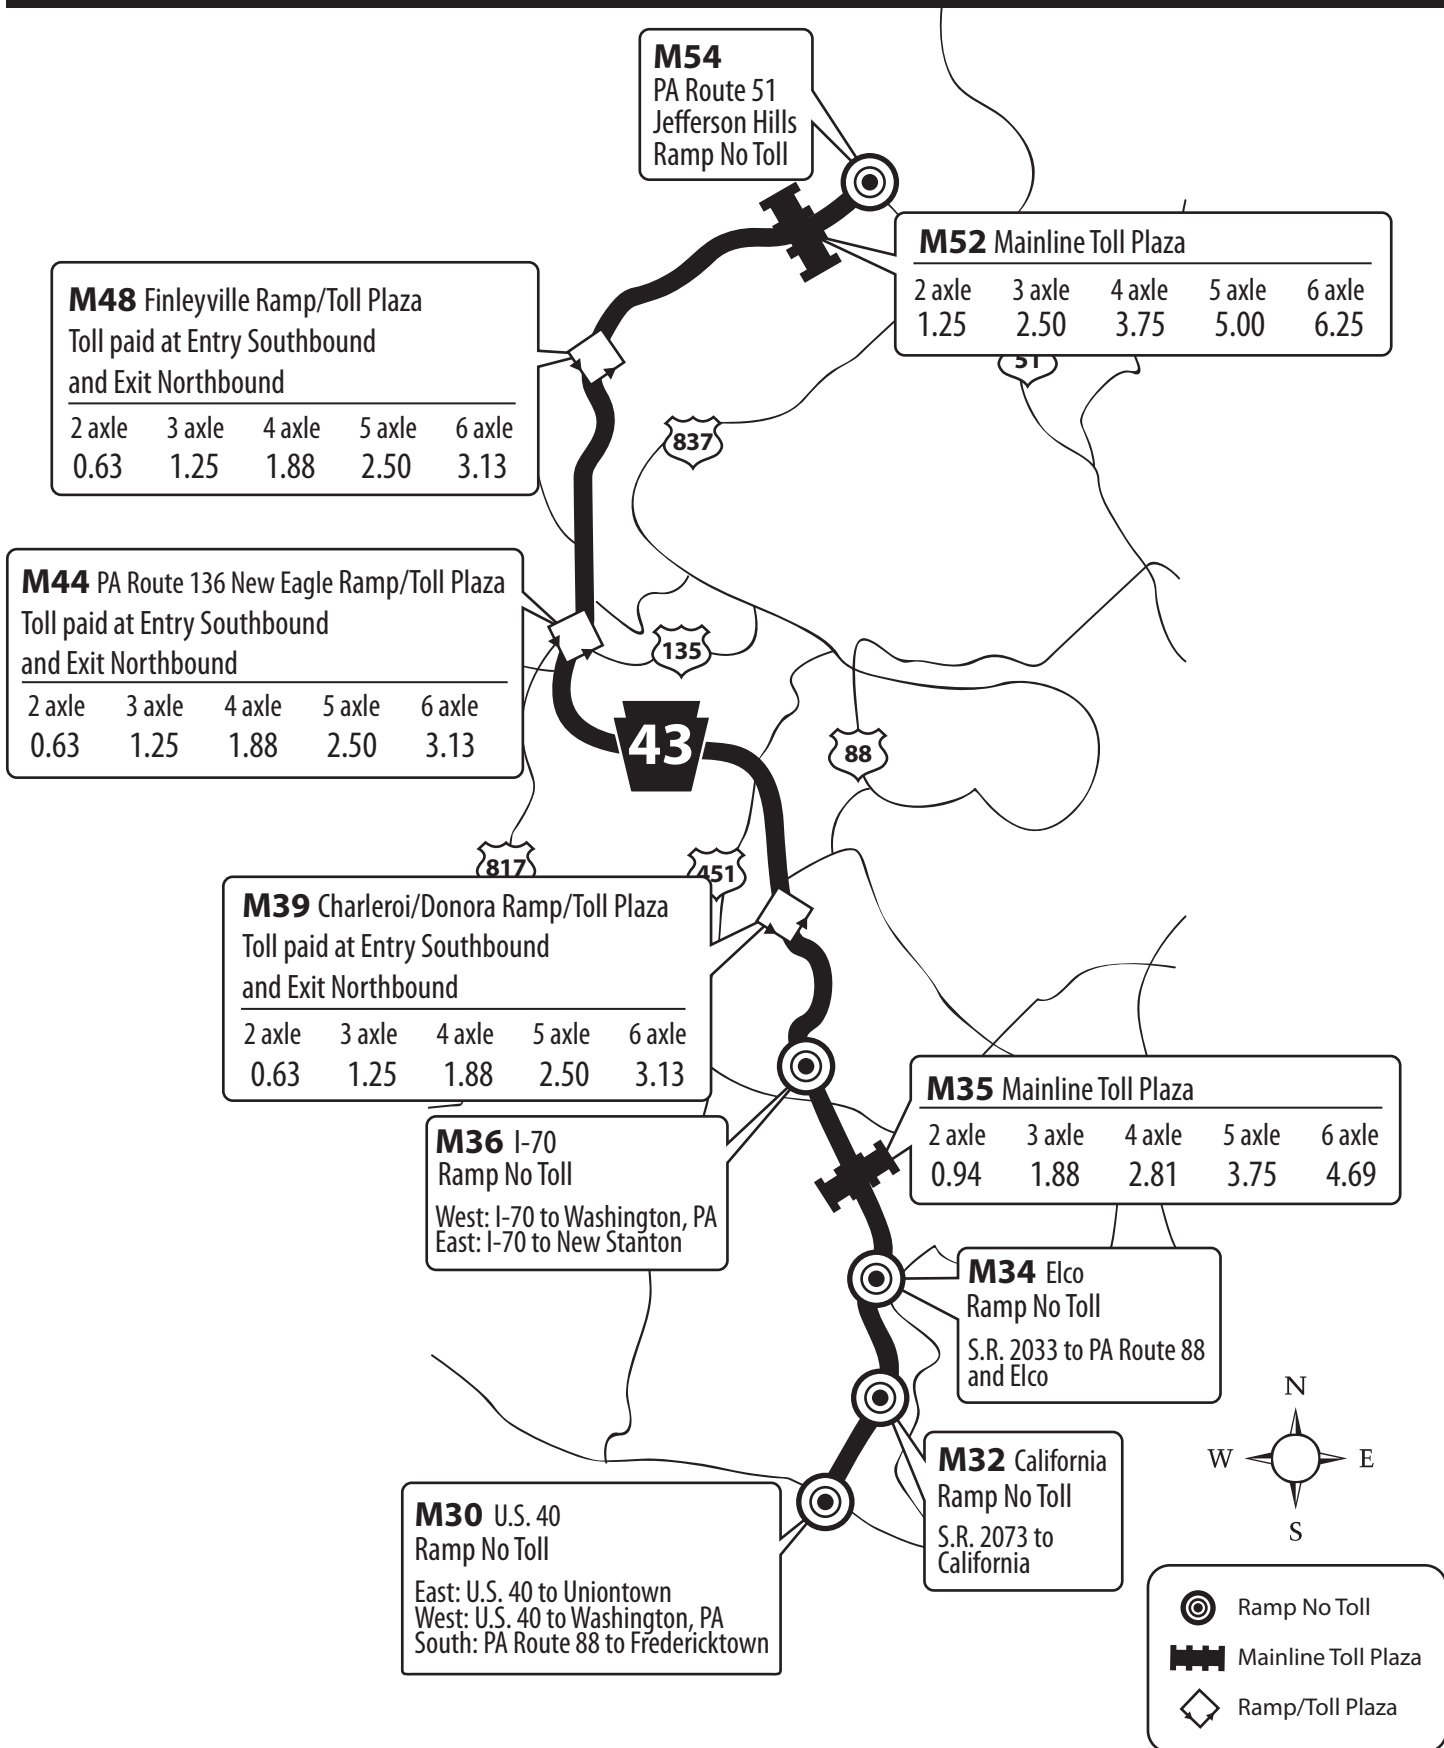 M54
PA Route 51
Jefferson Hills
Ramp No Toll
M52 Mainline Toll Plaza
2 axle 3 axle 4 axle 5 axle 6 axle
1.25 2.50 3.75 5.00 6.25
M48 Finleyville Ramp/Toll Plaza
Toll paid at Entry Southbound
and Exit Northbound
2 axle 3 axle 4 axle 5 axle 6 axle
0.63 1.25 1.88 2.50 3.13
51
837
M44 PA Route 136 New Eagle Ramp/Toll Plaza
Toll paid at Entry Southbound
and Exit Northbound
2 axle 3 axle 4 axle 5 axle 6 axle
0.63 1.25 1.88 2.50 3.13
135
43
88
817
451
M39 Charleroi/Donora Ramp/Toll Plaza
Toll paid at Entry Southbound
and Exit Northbound
2 axle 3 axle 4 axle 5 axle 6 axle
0.63 1.25 1.88 2.50 3.13
M35 Mainline Toll Plaza
2 axle 3 axle 4 axle 5 axle 6 axle
0.94 1.88 2.81 3.75 4.69
M36 I-70
Ramp No Toll
West: I-70 to Washington, PA
East: I-70 to New Stanton
M34 Elco
Ramp No Toll
S.R. 2033 to PA Route 88
and Elco
M32 California
Ramp No Toll
S.R. 2073 to
California
M30 U.S. 40
Ramp No Toll
East: U.S. 40 to Uniontown
West: U.S. 40 to Washington, PA
South: PA Route 88 to Fredericktown
N
W E
S
Ramp No Toll
Mainline Toll Plaza
Ramp/Toll Plaza